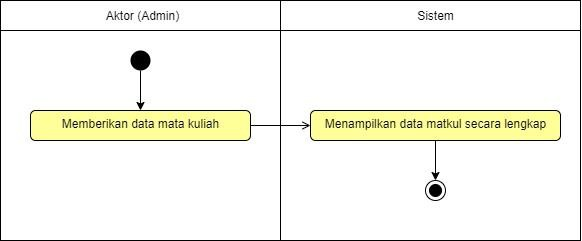 Aktor (Admin)
Sistem
Memberikan data mata kuliah
Menampilkan data matkul secara lengkap